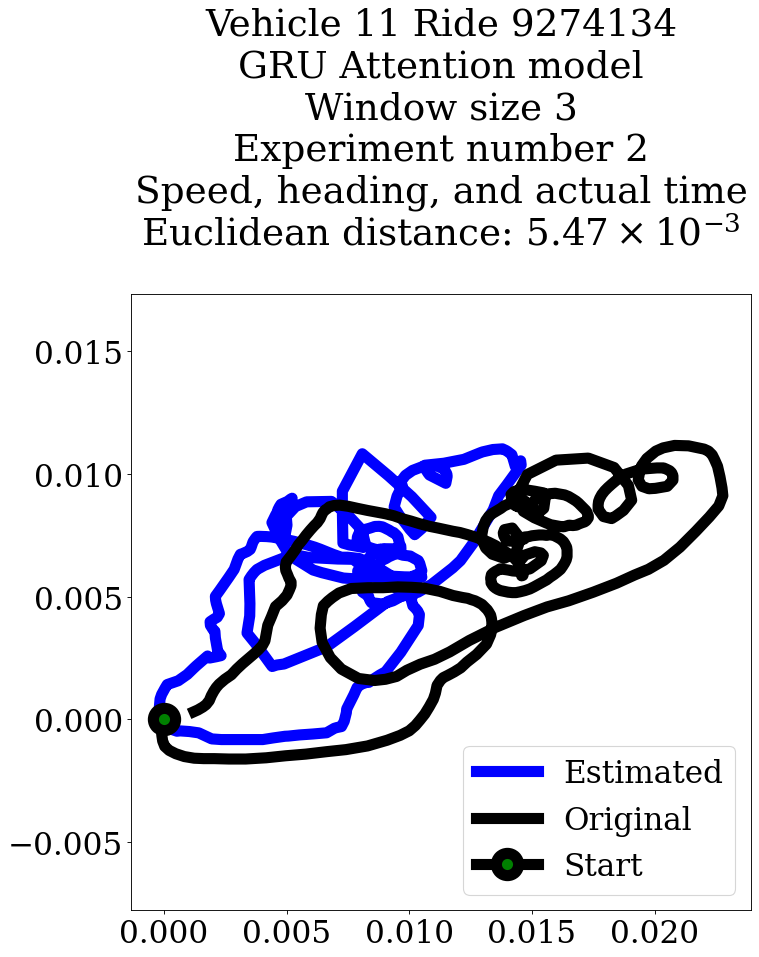 Vehicle 11 Ride 9274134
GRU Attention model
Window size 3
Experiment number 2
Speed, heading, and actual time
Euclidean distance: 5.47 × 10⁻³
0.015
0.010
0.005
0.000
−0.005
Estimated
Original
Start
0.000 0.005 0.010 0.015 0.020